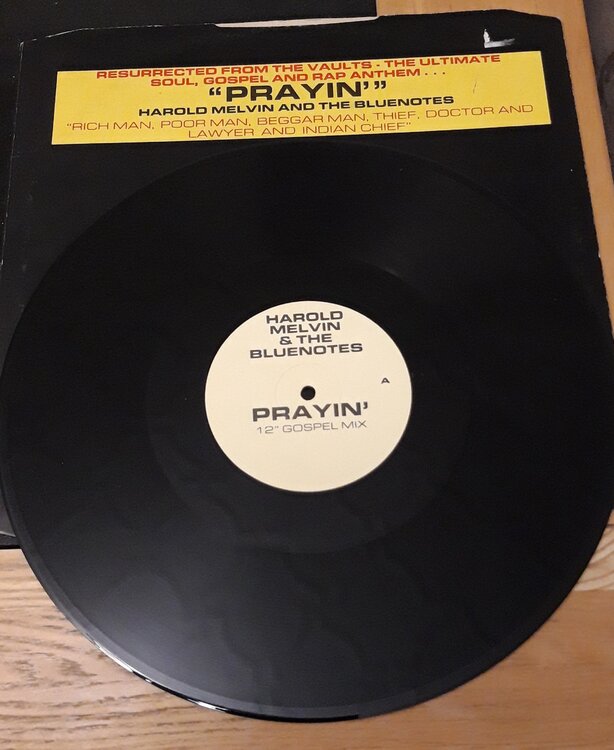 RESURRECTED FROM THE VAULTS - THE ULTIMATE
SOUL, GOSPEL AND RAP ANTHEM...
"PRAYIN'"
HAROLD MELVIN AND THE BLUENOTES
"RICH MAN, POOR MAN, BEGGAR MAN, THIEF, DOCTOR AND
LAWYER AND INDIAN CHIEF"
HAROLD
MELVIN
& THE
BLUENOTES
A
PRAYIN'
12" GOSPEL MIX